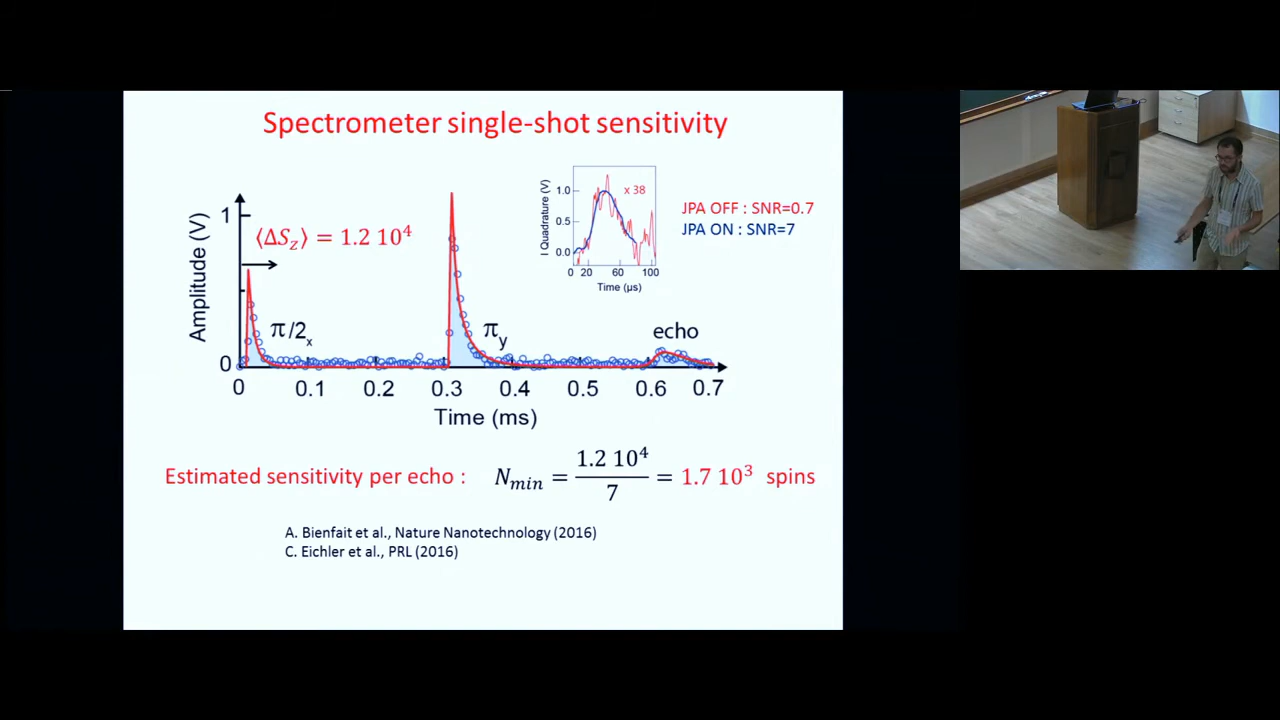 Spectrometer single-shot sensitivity
Amplitude (V)
1
0
⟨ΔS_z⟩ = 1.2 10⁴
π/2_x
π_y
echo
0 0.1 0.2 0.3 0.4 0.5 0.6 0.7
Time (ms)
I Quadrature (V)
1.0
0.5
0.0
x 38
0 20 60 100
Time (µs)
JPA OFF : SNR=0.7
JPA ON : SNR=7
Estimated sensitivity per echo : N_min = 1.2 10⁴ / 7 = 1.7 10³ spins
A. Bienfait et al., Nature Nanotechnology (2016)
C. Eichler et al., PRL (2016)